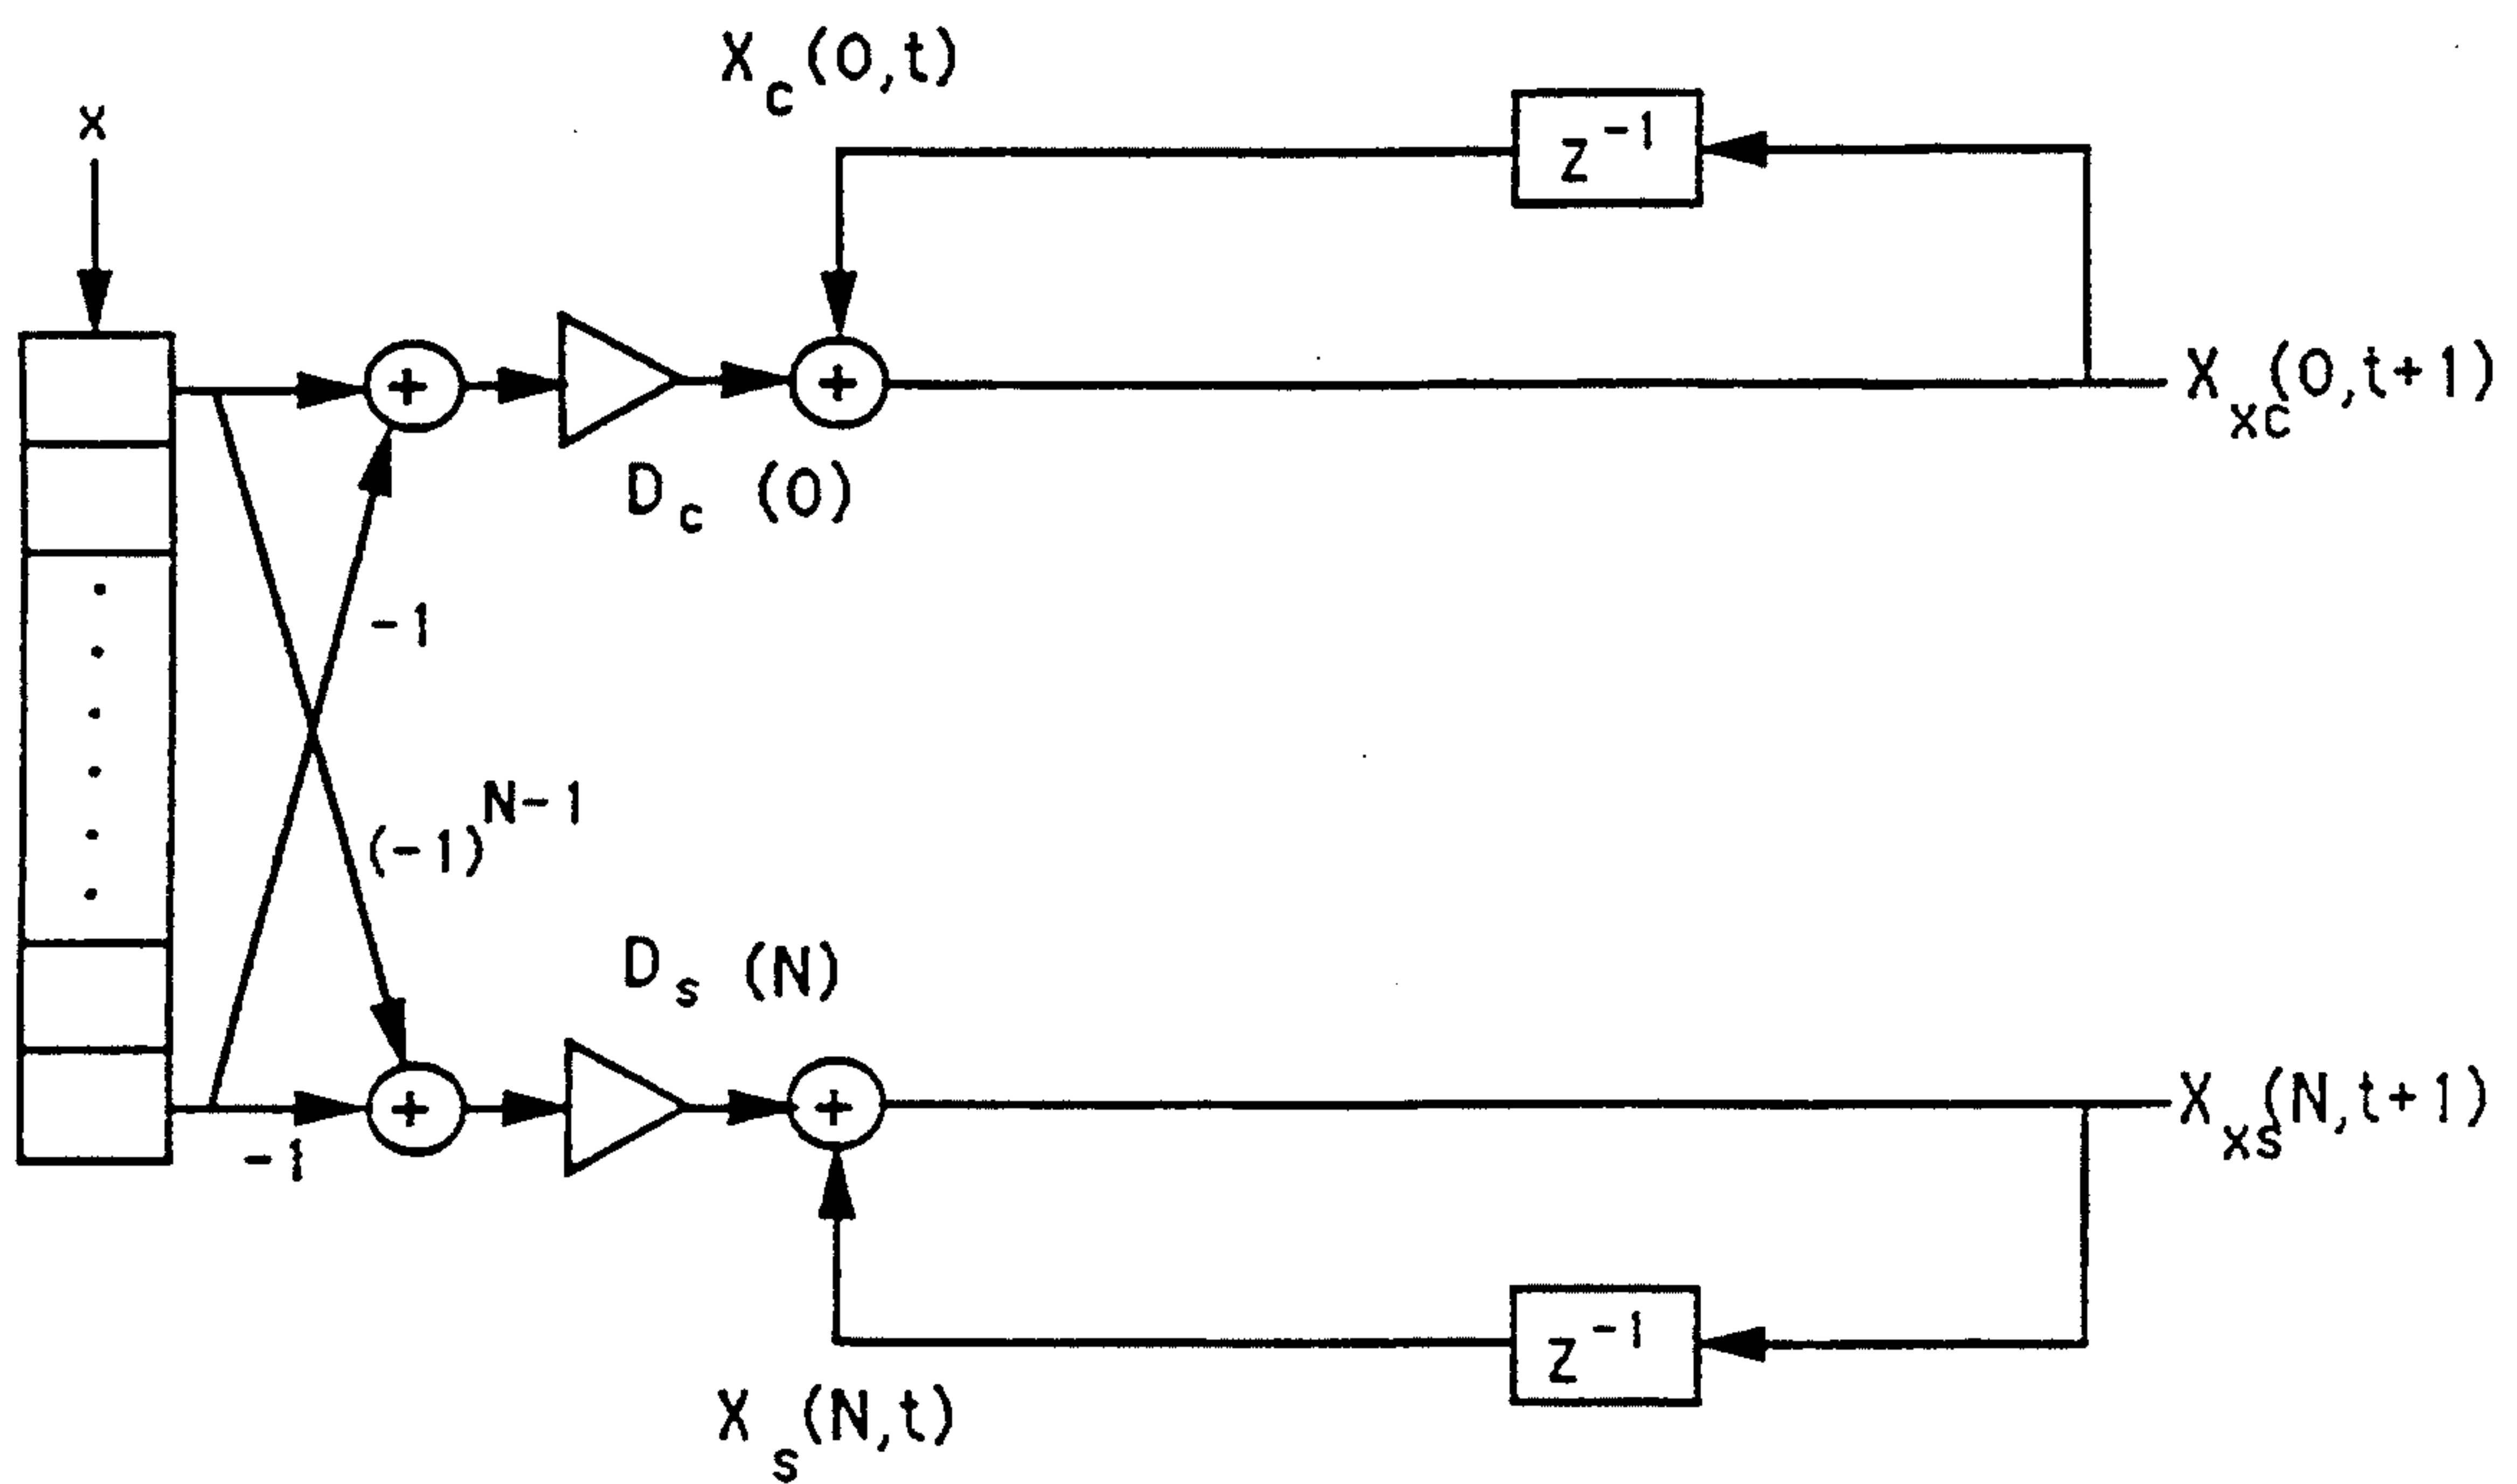 X_c(0,t)
x
z^-1
X_xc(0,t+1)
D_c (0)
-1
(-1)^N-1
D_s (N)
-1
X_xs(N,t+1)
z^-1
X_s(N,t)